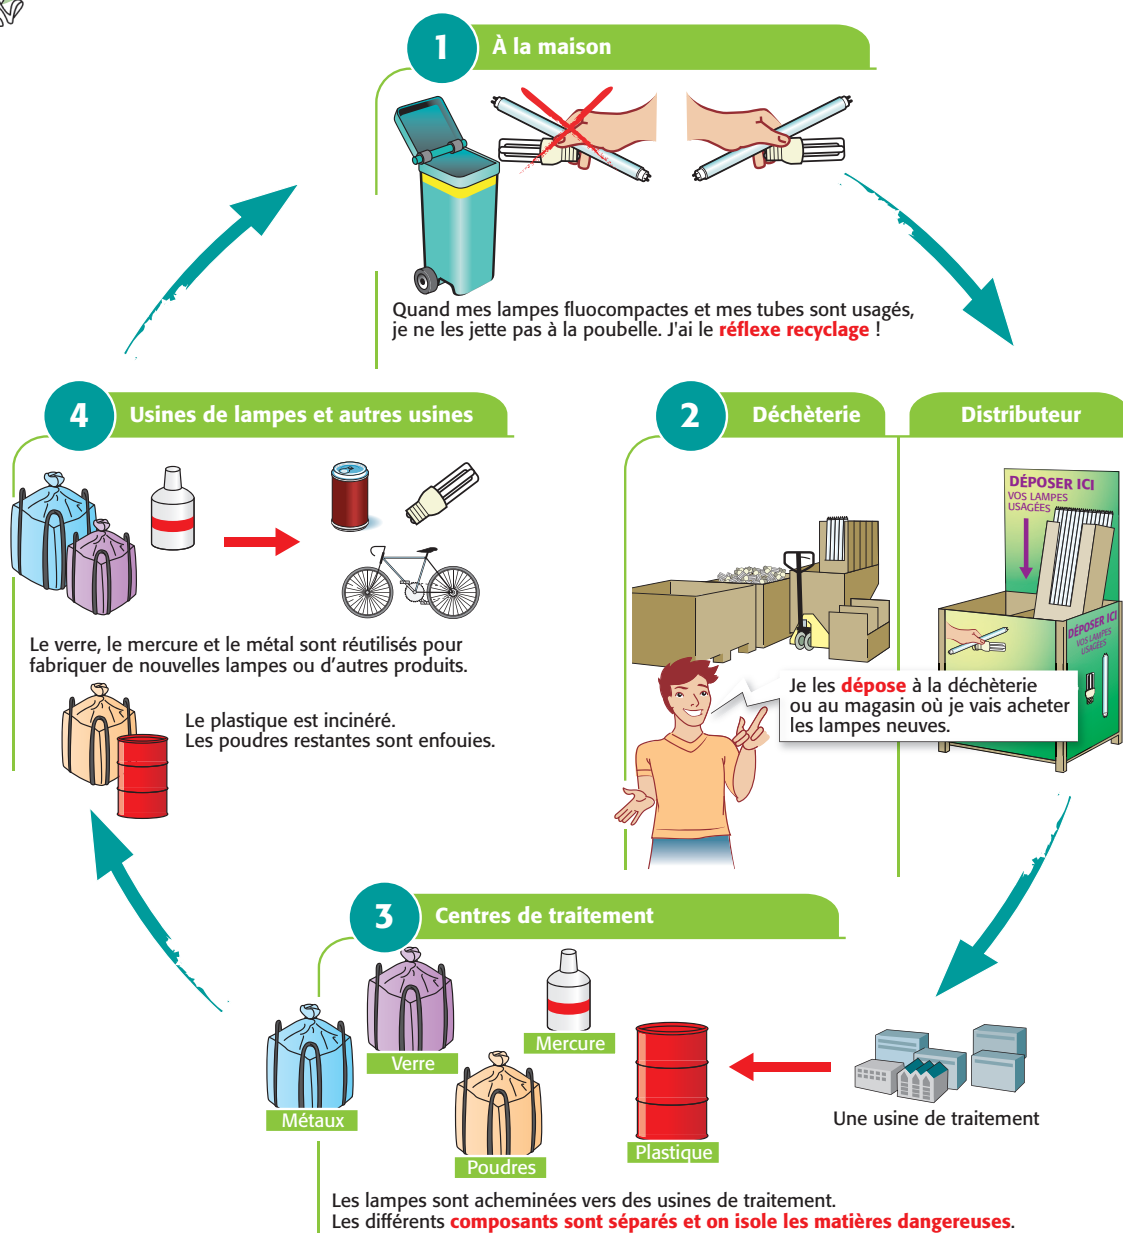 1
À la maison
Quand mes lampes fluocompactes et mes tubes sont usagés,
je ne les jette pas à la poubelle. J'ai le réflexe recyclage !
2
Déchèterie
Distributeur
DÉPOSER ICI
VOS LAMPES
USAGÉES
DÉPOSER ICI
VOS LAMPES
USAGÉES
Je les dépose à la déchèterie
ou au magasin où je vais acheter
les lampes neuves.
3
Centres de traitement
Métaux
Verre
Poudres
Mercure
Plastique
Une usine de traitement
Les lampes sont acheminées vers des usines de traitement.
Les différents composants sont séparés et on isole les matières dangereuses.
4
Usines de lampes et autres usines
Le verre, le mercure et le métal sont réutilisés pour
fabriquer de nouvelles lampes ou d’autres produits.
Le plastique est incinéré.
Les poudres restantes sont enfouies.